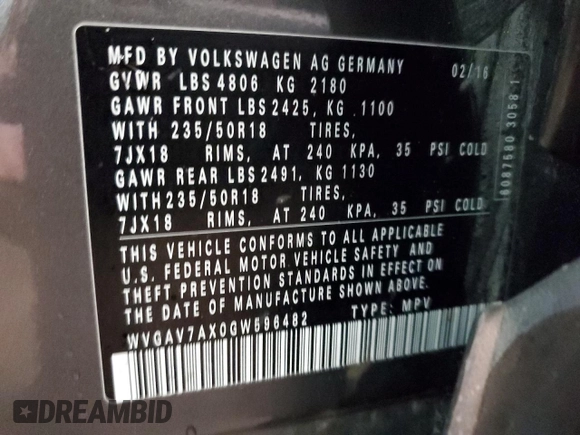 MFD BY VOLKSWAGEN AG GERMANY 02/16
GVWR LBS 4806 KG 2180
GAWR FRONT LBS 2425, KG 1100
WITH 235/50R18 TIRES,
7JX18 RIMS, AT 240 KPA, 35 PSI COLD
GAWR REAR LBS 2491, KG 1130
WITH 235/50R18 TIRES,
7JX18 RIMS, AT 240 KPA, 35 PSI COLD
THIS VEHICLE CONFORMS TO ALL APPLICABLE
U.S. FEDERAL MOTOR VEHICLE SAFETY AND
THEFT PREVENTION STANDARDS IN EFFECT ON
THE DATE OF MANUFACTURE SHOWN ABOVE.
WVGAV7AX0GW596482 TYPE: MPV
3058 1
DREAMBID